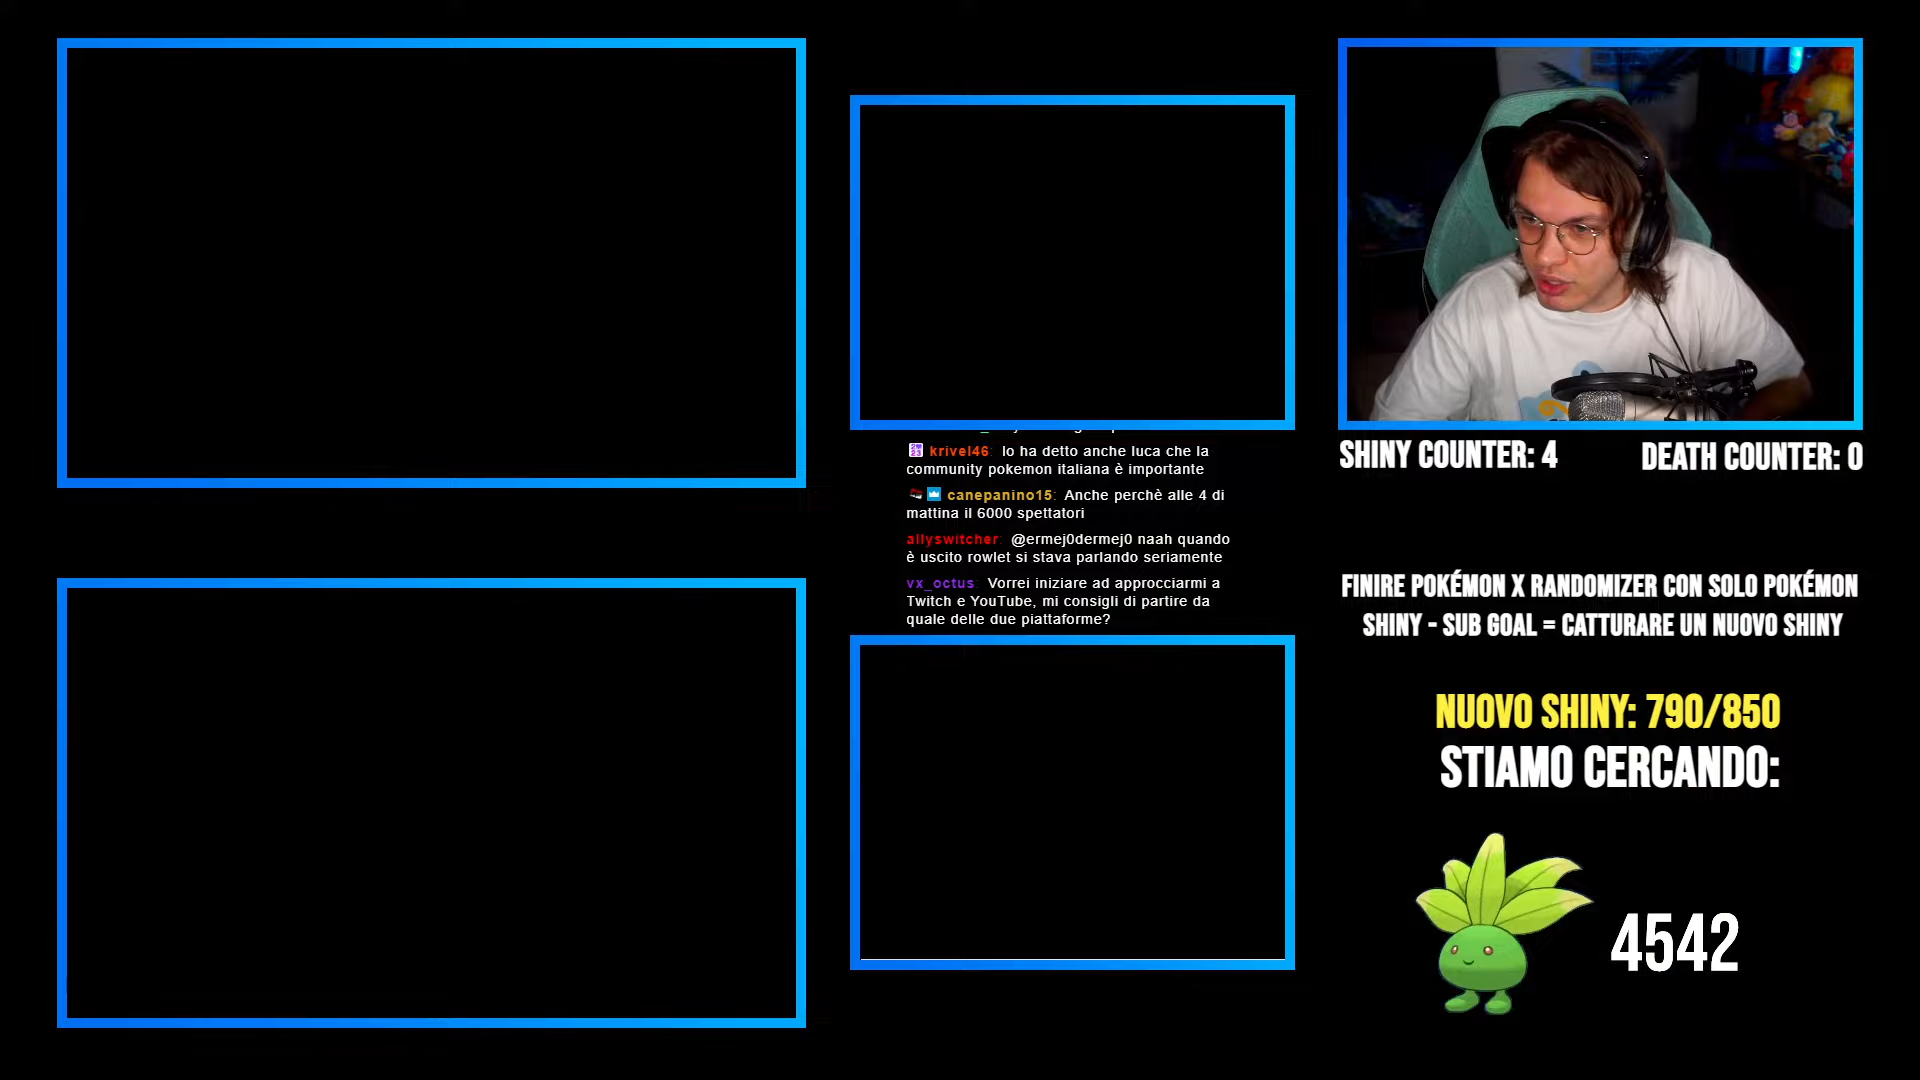 krivel46: lo ha detto anche luca che la
community pokemon italiana è importante
canepanino15: Anche perchè alle 4 di
mattina il 6000 spettatori
allyswitcher: @ermej0dermej0 naah quando
è uscito rowlet si stava parlando seriamente
vx_octus: Vorrei iniziare ad approcciarmi a
Twitch e YouTube, mi consigli di partire da
quale delle due piattaforme?
SHINY COUNTER: 4
DEATH COUNTER: 0
FINIRE POKÉMON X RANDOMIZER CON SOLO POKÉMON
SHINY - SUB GOAL = CATTURARE UN NUOVO SHINY
NUOVO SHINY: 790/850
STIAMO CERCANDO:
4542